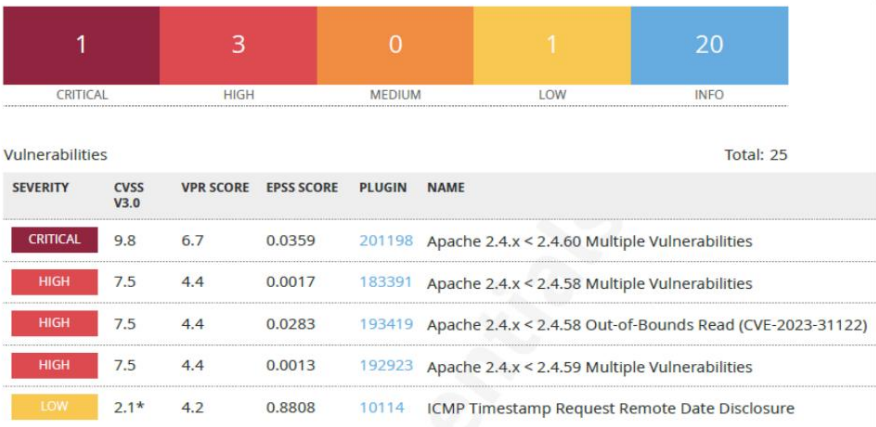 1 3 0 1 20
CRITICAL HIGH MEDIUM LOW INFO
Vulnerabilities Total: 25
SEVERITY CVSS V3.0 VPR SCORE EPSS SCORE PLUGIN NAME
CRITICAL 9.8 6.7 0.0359 201198 Apache 2.4.x < 2.4.60 Multiple Vulnerabilities
HIGH 7.5 4.4 0.0017 183391 Apache 2.4.x < 2.4.58 Multiple Vulnerabilities
HIGH 7.5 4.4 0.0283 193419 Apache 2.4.x < 2.4.58 Out-of-Bounds Read (CVE-2023-31122)
HIGH 7.5 4.4 0.0013 192923 Apache 2.4.x < 2.4.59 Multiple Vulnerabilities
LOW 2.1* 4.2 0.8808 10114 ICMP Timestamp Request Remote Date Disclosure